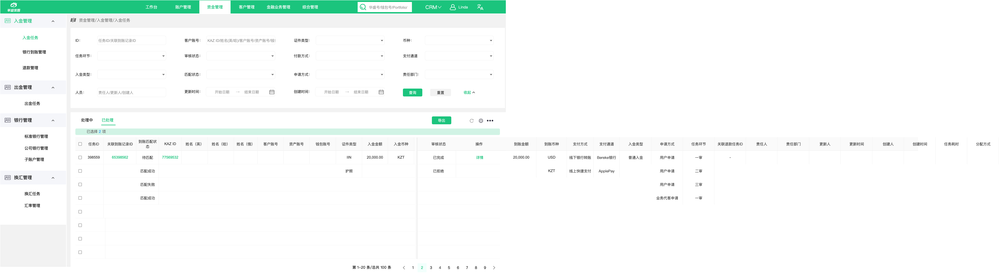 華盛集團
工作台 账户管理 资金管理 客户管理 金融业务管理 综合管理 华盛号/钱包号/Portfolio/ CRM Linda
入金管理
入金任务
银行到账管理
退款管理
出金管理
出金任务
银行管理
标准银行管理
公司银行管理
子账户管理
换汇管理
换汇任务
汇率管理
资金管理/入金管理/入金任务
ID： 任务ID/关联到账记录ID 客户账号： KAZ ID/姓名(英/哈)/客户账号/资产账号/钱 证件类型： 币种：
任务环节： 审核状态： 付款方式： 支付通道
入金类型： 匹配状态： 申请方式： 责任部门：
人员： 责任人/更新人/创建人 更新时间： 开始日期 → 结束日期 创建时间： 开始日期 → 结束日期 查询 重置 收起
处理中 已处理 导出
已选择 2 项
任务ID 关联到账记录ID 到账匹配状态 KAZ ID 姓名（英） 姓名（哈） 姓名（俄） 客户账号 资产账号 钱包账号 证件类型 入金金额 入金币种 审核状态 操作 到账金额 到账币种 支付方式 支付通道 入金类型 申请方式 任务环节 关联退款任务ID 责任人 责任部门 更新人 更新时间 创建人 创建时间 任务耗时 分配方式
398559 65398562 待匹配 77569532 IIN 20,000.00 KZT 已完成 详情 20,000.00 USD 线下银行转账 Bereke银行 普通入金 用户申请 一审 -
匹配成功 护照 已拒绝 KZT 线上快捷支付 ApplePay 用户申请 二审
匹配失败 用户申请 三审
匹配成功 业务代客申请 一审
第 1-20 条/总共 100 条 1 2 3 4 5 6 7 8 9